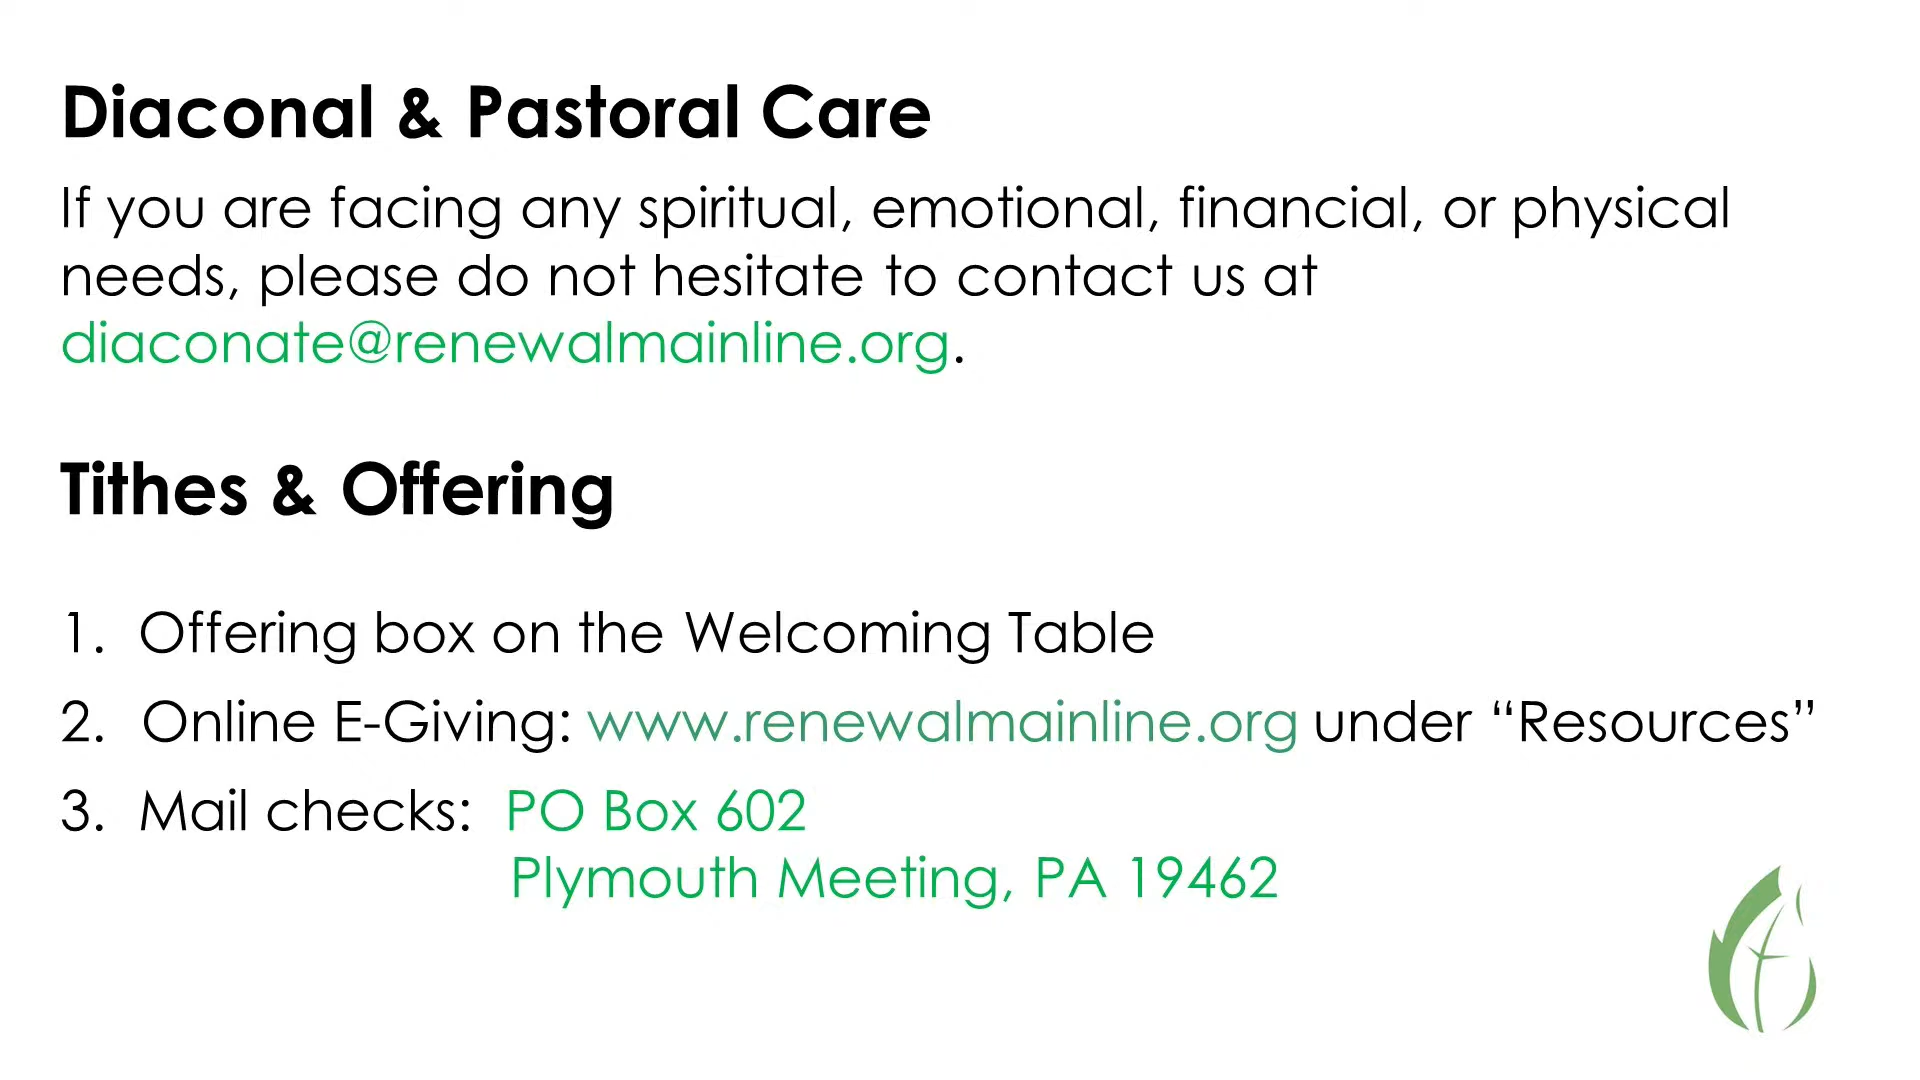 Diaconal & Pastoral Care
If you are facing any spiritual, emotional, financial, or physical
needs, please do not hesitate to contact us at
diaconate@renewalmainline.org.
Tithes & Offering
1. Offering box on the Welcoming Table
2. Online E-Giving: www.renewalmainline.org under “Resources”
3. Mail checks: PO Box 602
Plymouth Meeting, PA 19462